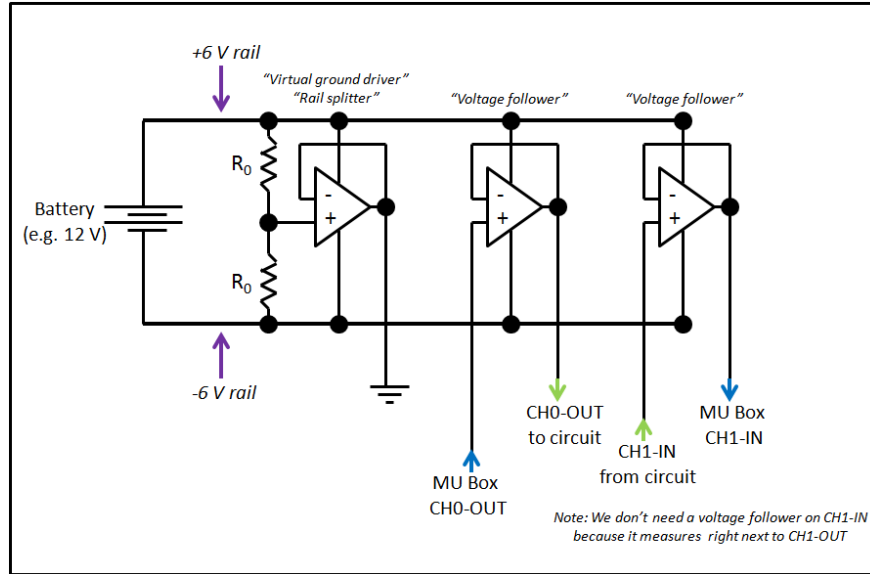 +6 V rail
“Virtual ground driver”
“Rail splitter”
“Voltage follower”
“Voltage follower”
R0
-
+
-
+
-
+
Battery
(e.g. 12 V)
R0
-6 V rail
CH0-OUT
to circuit
MU Box
CH1-IN
CH1-IN
from circuit
MU Box
CH0-OUT
Note: We don’t need a voltage follower on CH1-IN
because it measures right next to CH1-OUT